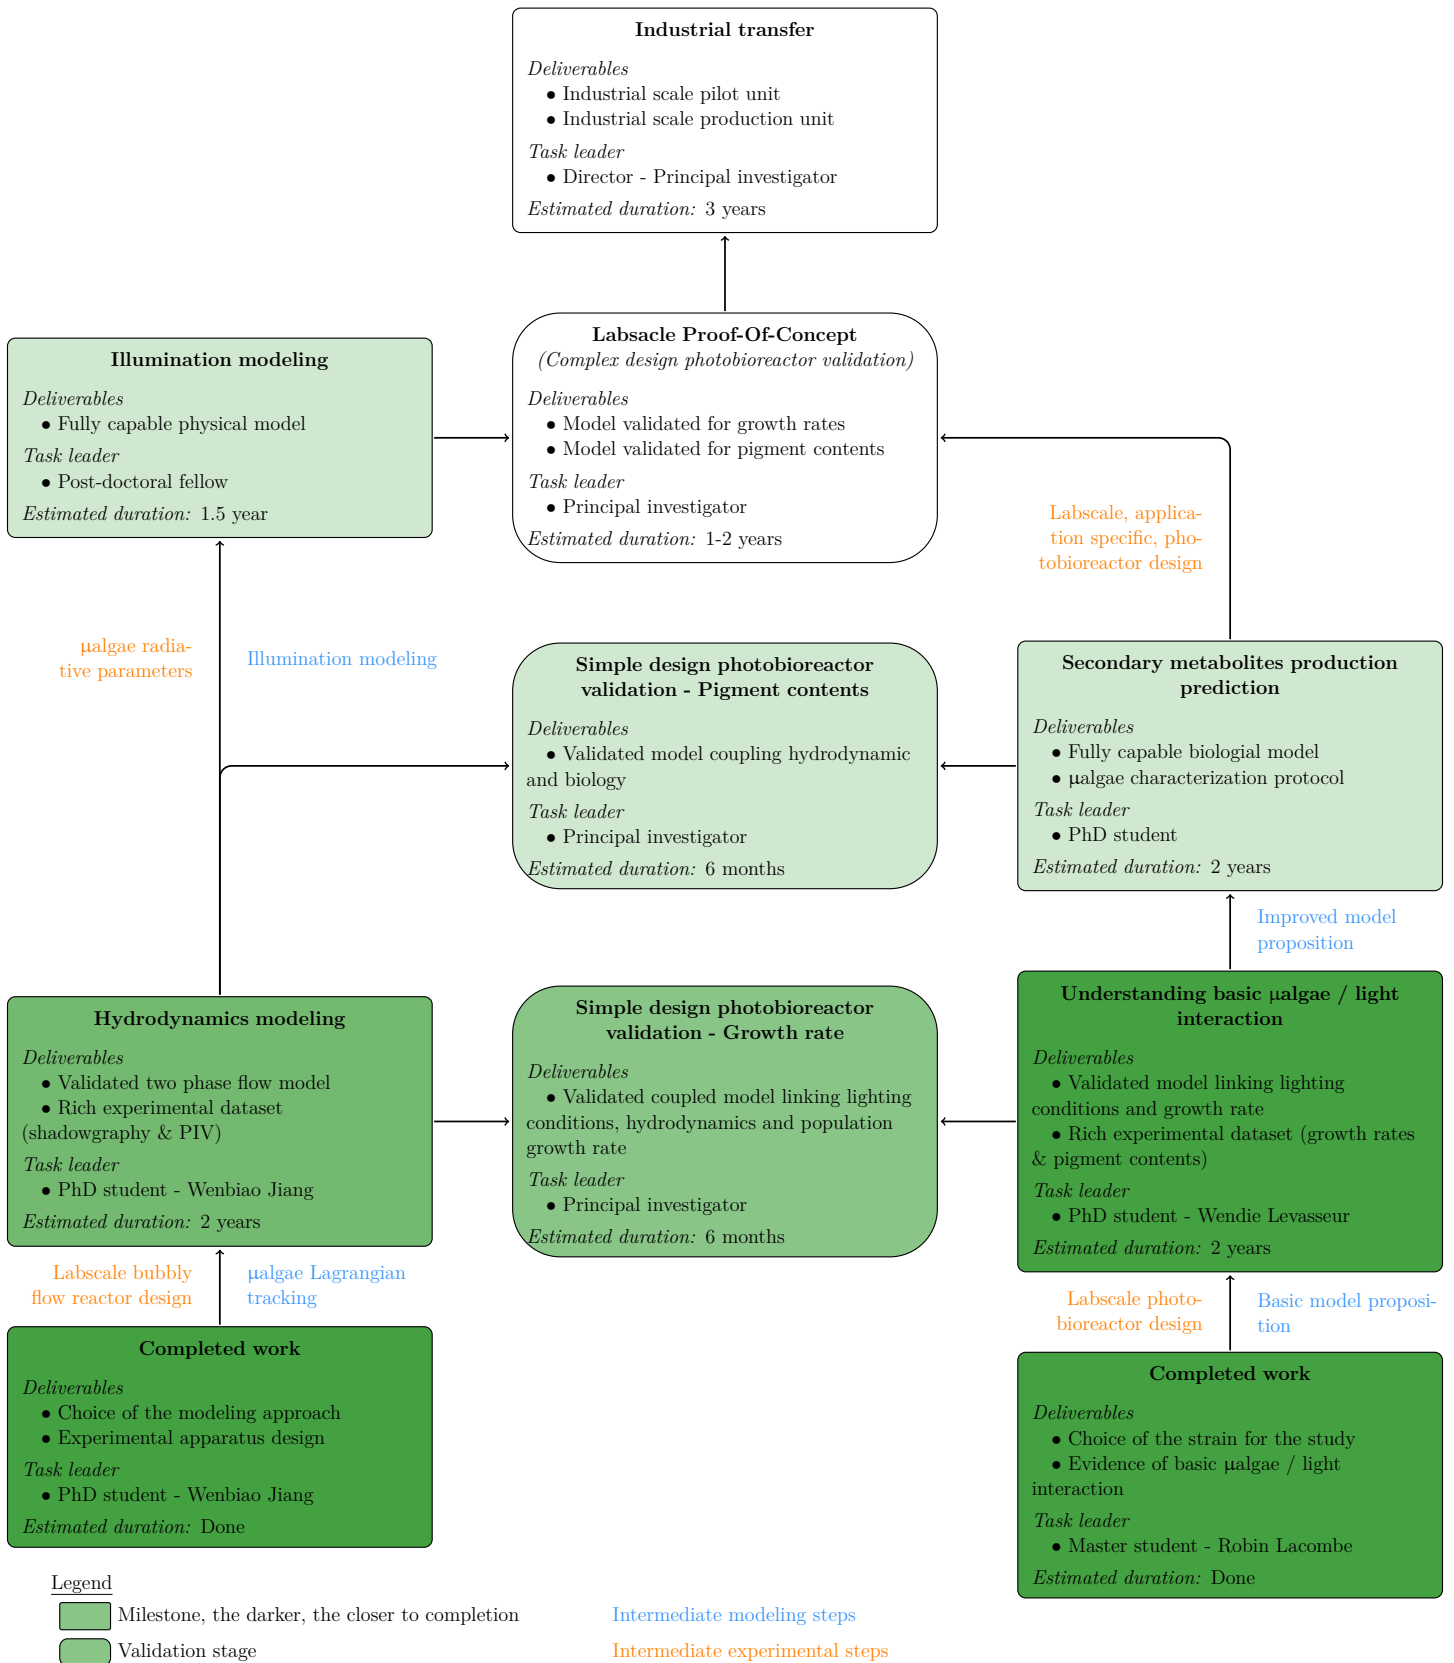 Industrial transfer
Deliverables
• Industrial scale pilot unit
• Industrial scale production unit
Task leader
• Director - Principal investigator
Estimated duration: 3 years
Illumination modeling
Deliverables
• Fully capable physical model
Task leader
• Post-doctoral fellow
Estimated duration: 1.5 year
Labsacle Proof-Of-Concept
(Complex design photobioreactor validation)
Deliverables
• Model validated for growth rates
• Model validated for pigment contents
Task leader
• Principal investigator
Estimated duration: 1-2 years
Labscale, applica-
tion specific, pho-
tobioreactor design
µalgae radia-
tive parameters
Illumination modeling
Simple design photobioreactor
validation - Pigment contents
Deliverables
• Validated model coupling hydrodynamic
and biology
Task leader
• Principal investigator
Estimated duration: 6 months
Secondary metabolites production
prediction
Deliverables
• Fully capable biologial model
• µalgae characterization protocol
Task leader
• PhD student
Estimated duration: 2 years
Improved model
proposition
Hydrodynamics modeling
Deliverables
• Validated two phase flow model
• Rich experimental dataset
(shadowgraphy & PIV)
Task leader
• PhD student - Wenbiao Jiang
Estimated duration: 2 years
Simple design photobioreactor
validation - Growth rate
Deliverables
• Validated coupled model linking lighting
conditions, hydrodynamics and population
growth rate
Task leader
• Principal investigator
Estimated duration: 6 months
Understanding basic µalgae / light
interaction
Deliverables
• Validated model linking lighting
conditions and growth rate
• Rich experimental dataset (growth rates
& pigment contents)
Task leader
• PhD student - Wendie Levasseur
Estimated duration: 2 years
Labscale bubbly
flow reactor design
µalgae Lagrangian
tracking
Labscale photo-
bioreactor design
Basic model proposi-
tion
Completed work
Deliverables
• Choice of the modeling approach
• Experimental apparatus design
Task leader
• PhD student - Wenbiao Jiang
Estimated duration: Done
Completed work
Deliverables
• Choice of the strain for the study
• Evidence of basic µalgae / light
interaction
Task leader
• Master student - Robin Lacombe
Estimated duration: Done
Legend
Milestone, the darker, the closer to completion
Intermediate modeling steps
Validation stage
Intermediate experimental steps